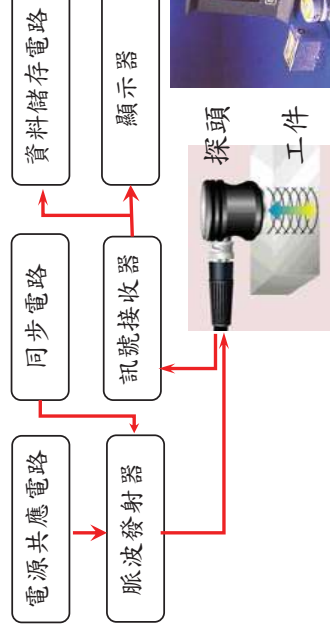 電源共應電路
同步電路
資料儲存電路
脈波發射器
訊號接收器
顯示器
探頭
工件